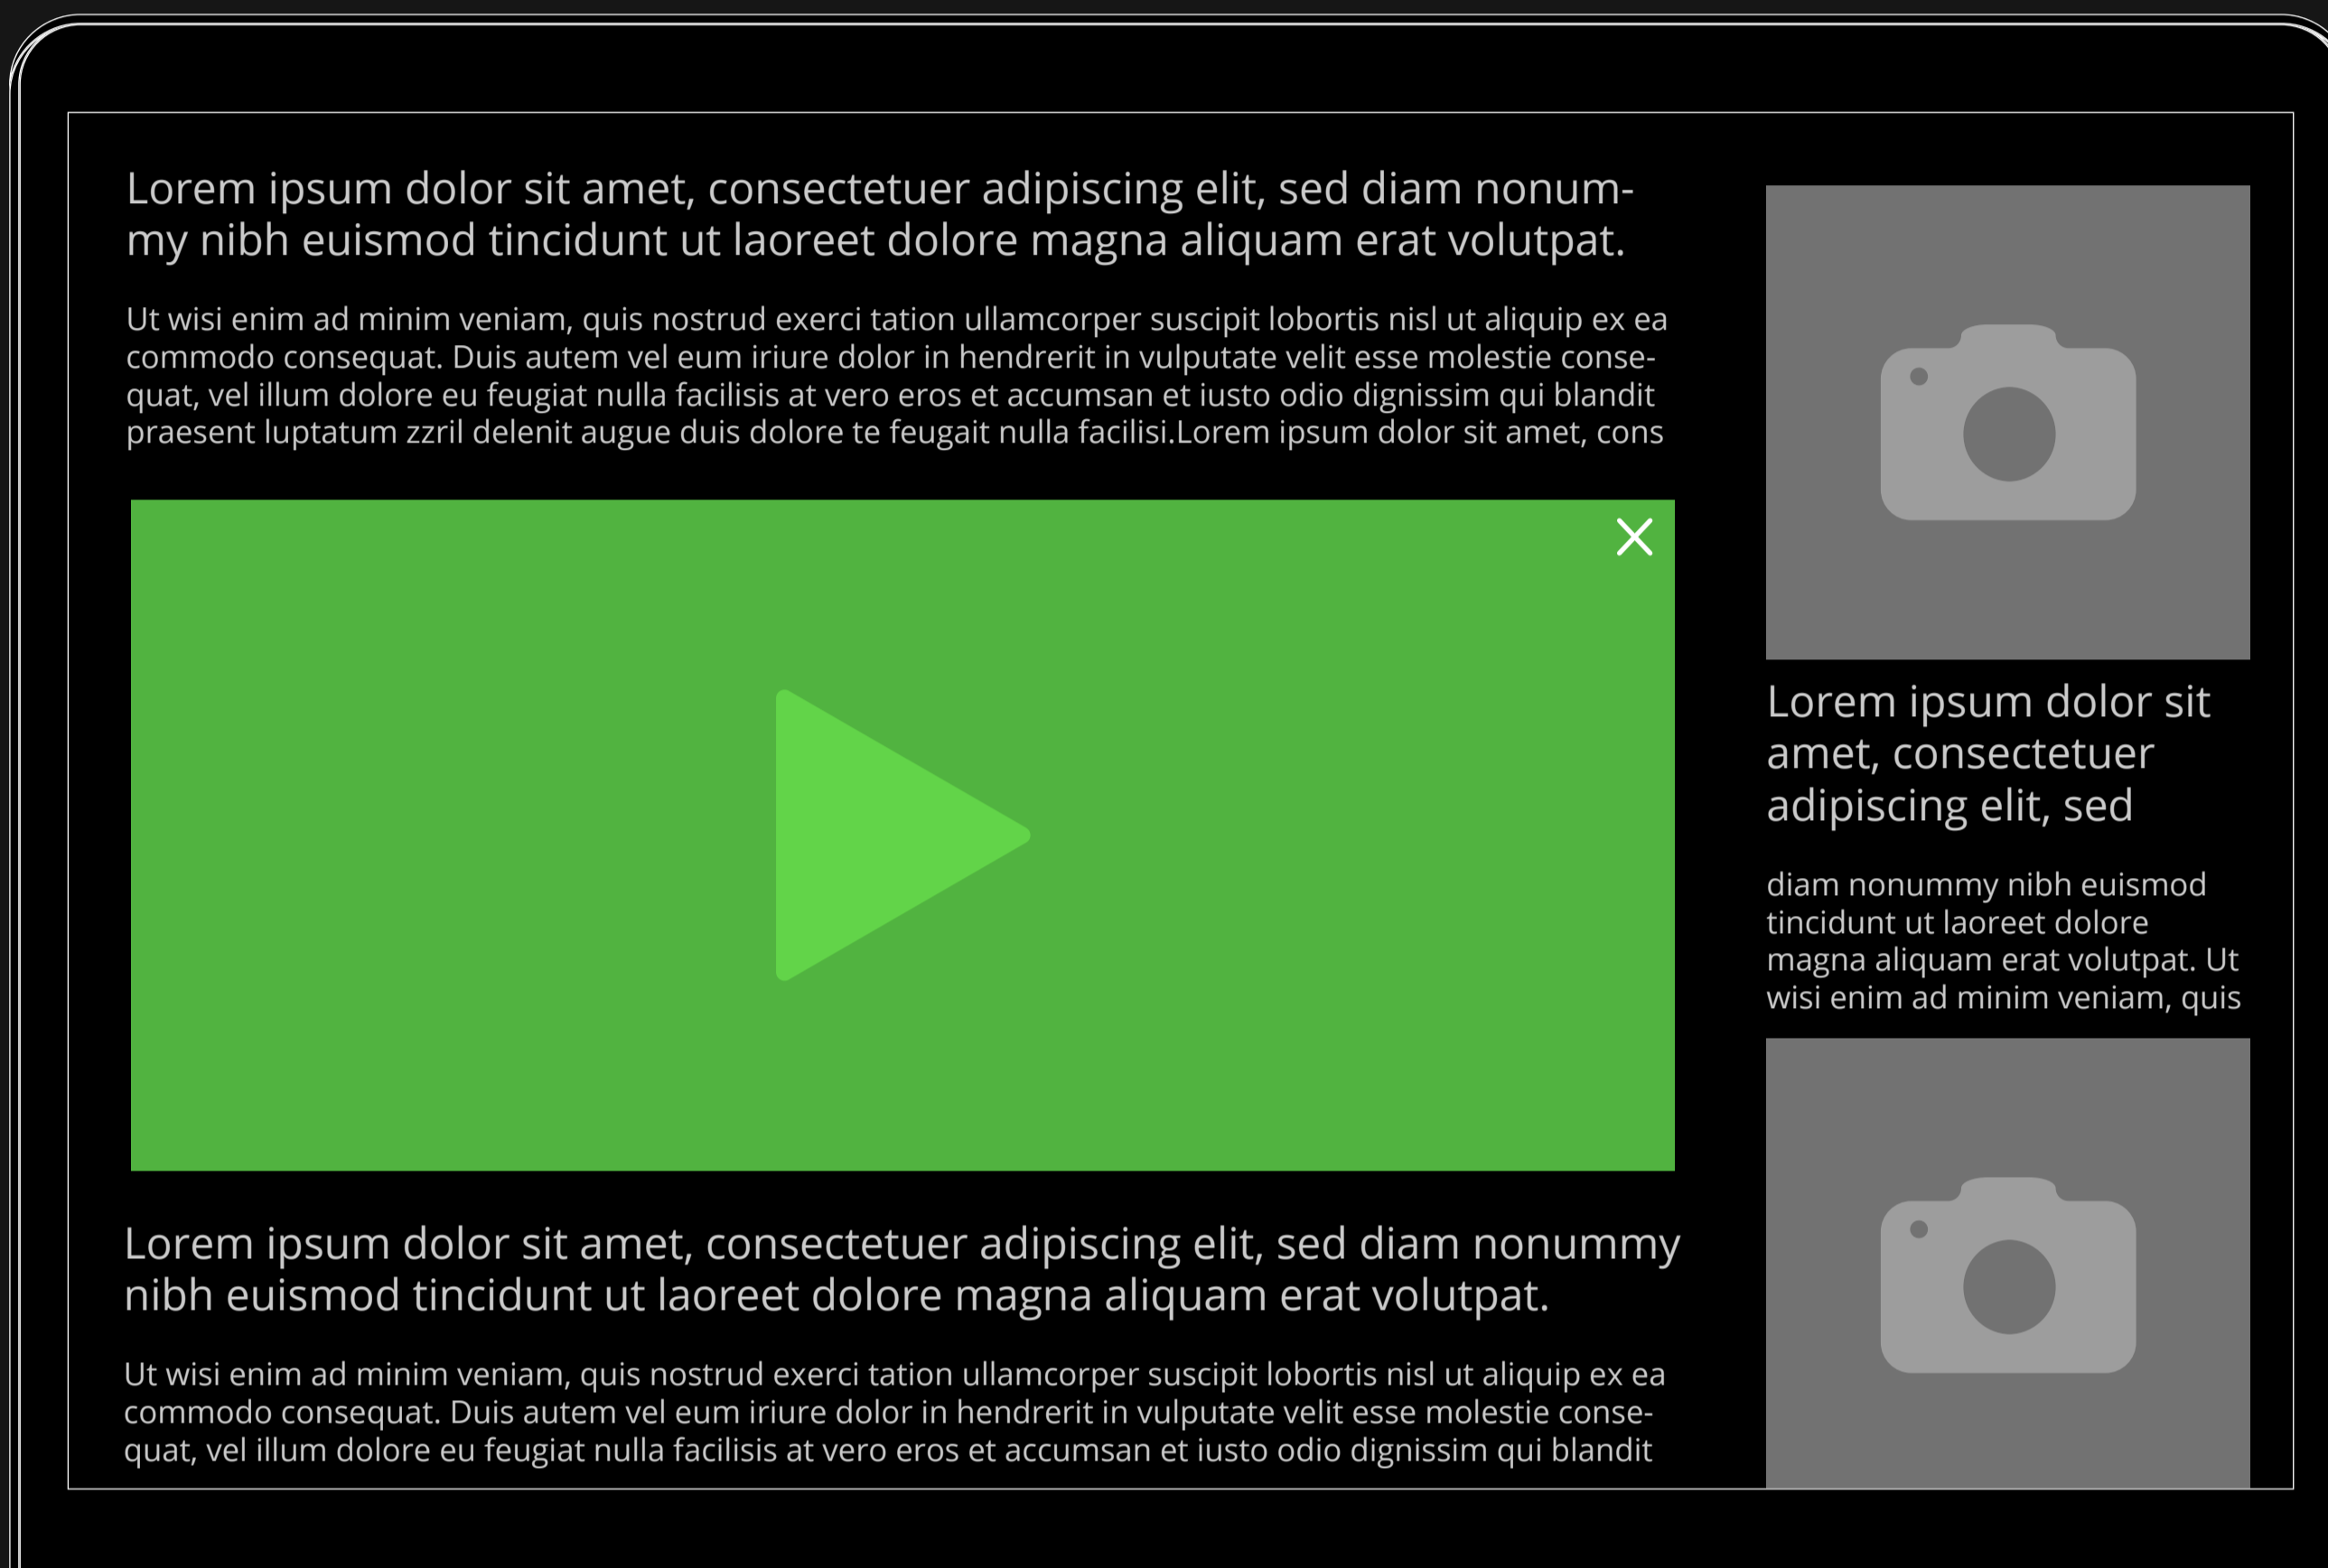 Lorem ipsum dolor sit amet, consectetuer adipiscing elit, sed diam nonum-
my nibh euismod tincidunt ut laoreet dolore magna aliquam erat volutpat.
Ut wisi enim ad minim veniam, quis nostrud exerci tation ullamcorper suscipit lobortis nisl ut aliquip ex ea
commodo consequat. Duis autem vel eum iriure dolor in hendrerit in vulputate velit esse molestie conse-
quat, vel illum dolore eu feugiat nulla facilisis at vero eros et accumsan et iusto odio dignissim qui blandit
praesent luptatum zzril delenit augue duis dolore te feugait nulla facilisi.Lorem ipsum dolor sit amet, cons
Lorem ipsum dolor sit amet, consectetuer adipiscing elit, sed diam nonummy
nibh euismod tincidunt ut laoreet dolore magna aliquam erat volutpat.
Ut wisi enim ad minim veniam, quis nostrud exerci tation ullamcorper suscipit lobortis nisl ut aliquip ex ea
commodo consequat. Duis autem vel eum iriure dolor in hendrerit in vulputate velit esse molestie conse-
quat, vel illum dolore eu feugiat nulla facilisis at vero eros et accumsan et iusto odio dignissim qui blandit
Lorem ipsum dolor sit
amet, consectetuer
adipiscing elit, sed
diam nonummy nibh euismod
tincidunt ut laoreet dolore
magna aliquam erat volutpat. Ut
wisi enim ad minim veniam, quis